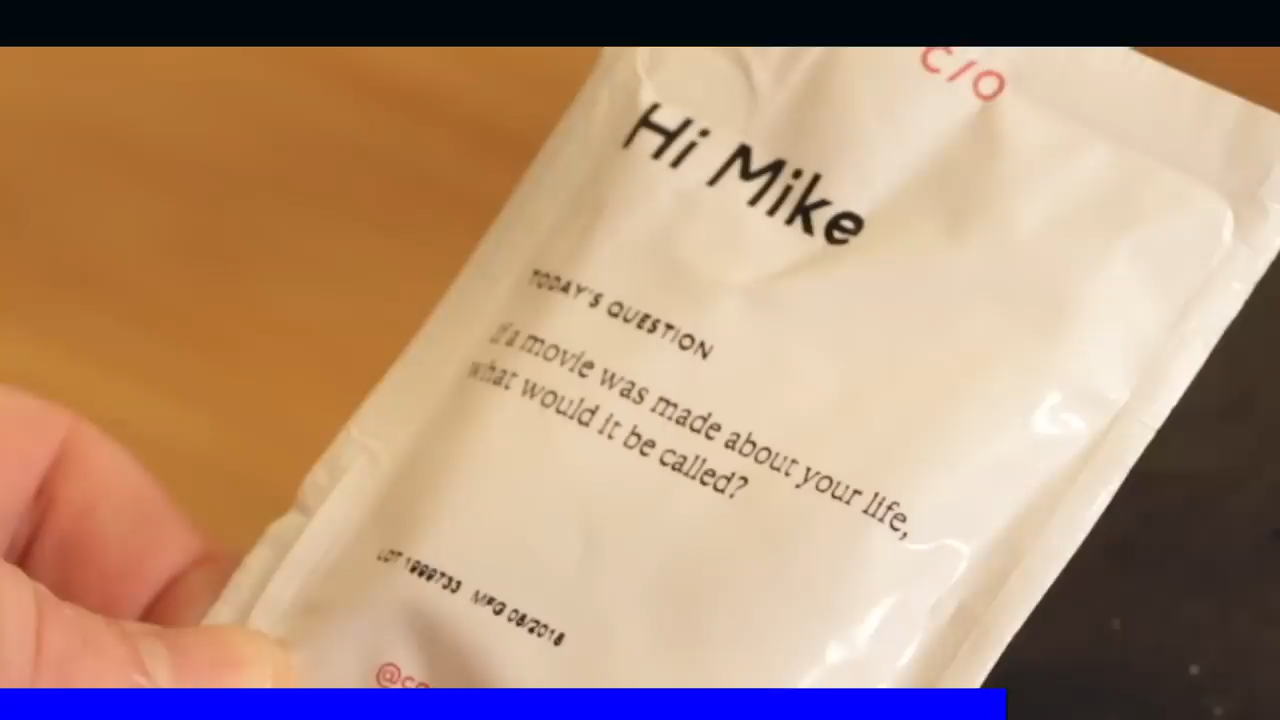 C/O
Hi Mike
TODAY'S QUESTION
If a movie was made about your life,
what would it be called?
LOT 1999733 MFG 08/2018